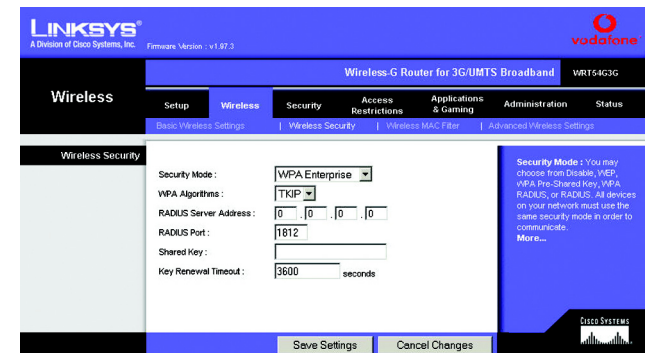 LINKSYS®
A Division of Cisco Systems, Inc.
Firmware Version : v1.97.3
vodafone
Wireless-G Router for 3G/UMTS Broadband WRT54G3G
Wireless
Setup Wireless Security Access Restrictions Applications & Gaming Administration Status
Basic Wireless Settings | Wireless Security | Wireless MAC Filter | Advanced Wireless Settings
Wireless Security
Security Mode : WPA Enterprise
WPA Algorithms : TKIP
RADIUS Server Address : 0 . 0 . 0 . 0
RADIUS Port : 1812
Shared Key :
Key Renewal Timeout : 3600 seconds
Security Mode : You may
choose from Disable, WEP,
WPA Pre-Shared Key, WPA
RADIUS, or RADIUS. All devices
on your network must use the
same security mode in order to
communicate.
More...
CISCO SYSTEMS
Save Settings Cancel Changes